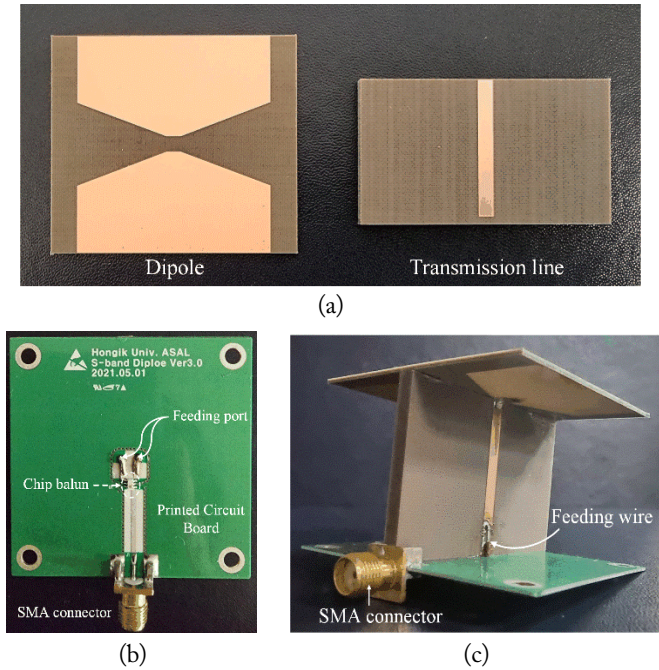 Dipole
Transmission line
(a)
Hongik Univ. ASAL
S-band Diploe Ver3.0
2021.05.01
Feeding port
Chip balun
Printed Circuit
Board
SMA connector
(b)
Feeding wire
SMA connector
(c)